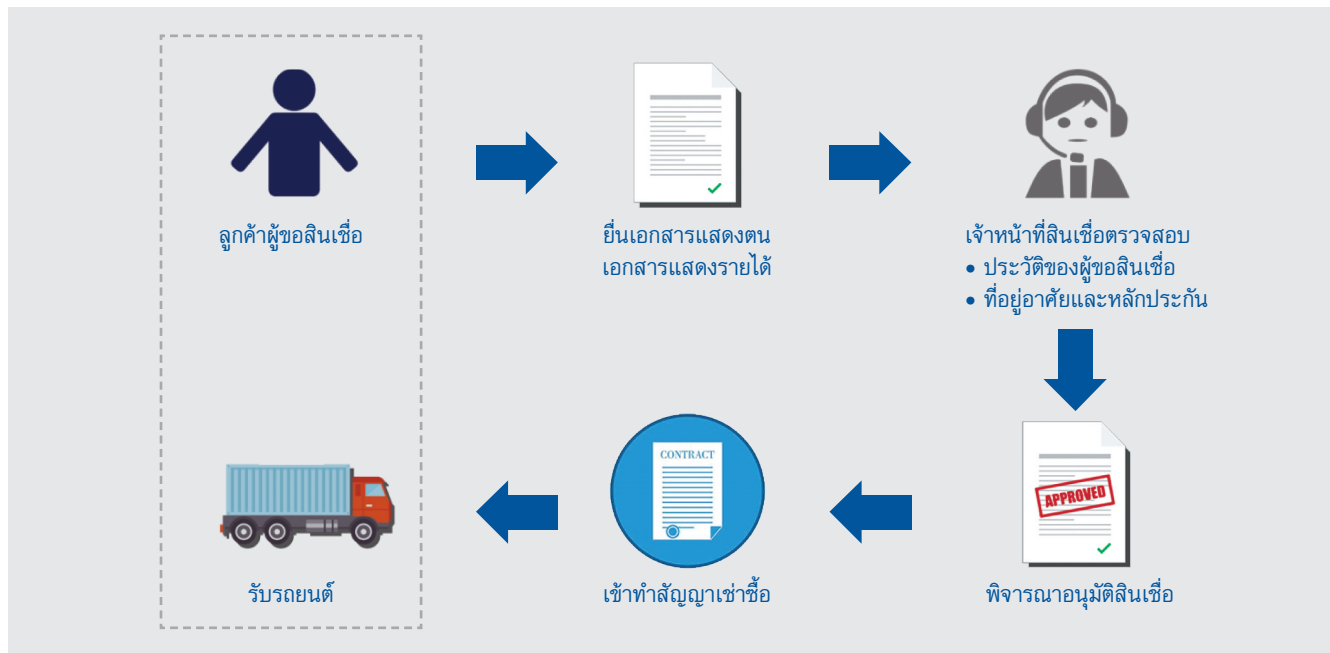 ลูกค้าผู้ขอสินเชื่อ
ยื่นเอกสารแสดงตน
เอกสารแสดงรายได้
เจ้าหน้าที่สินเชื่อตรวจสอบ
• ประวัติของผู้ขอสินเชื่อ
• ที่อยู่อาศัยและหลักประกัน
APPROVED
พิจารณาอนุมัติสินเชื่อ
CONTRACT
เข้าทำสัญญาเช่าซื้อ
รับรถยนต์